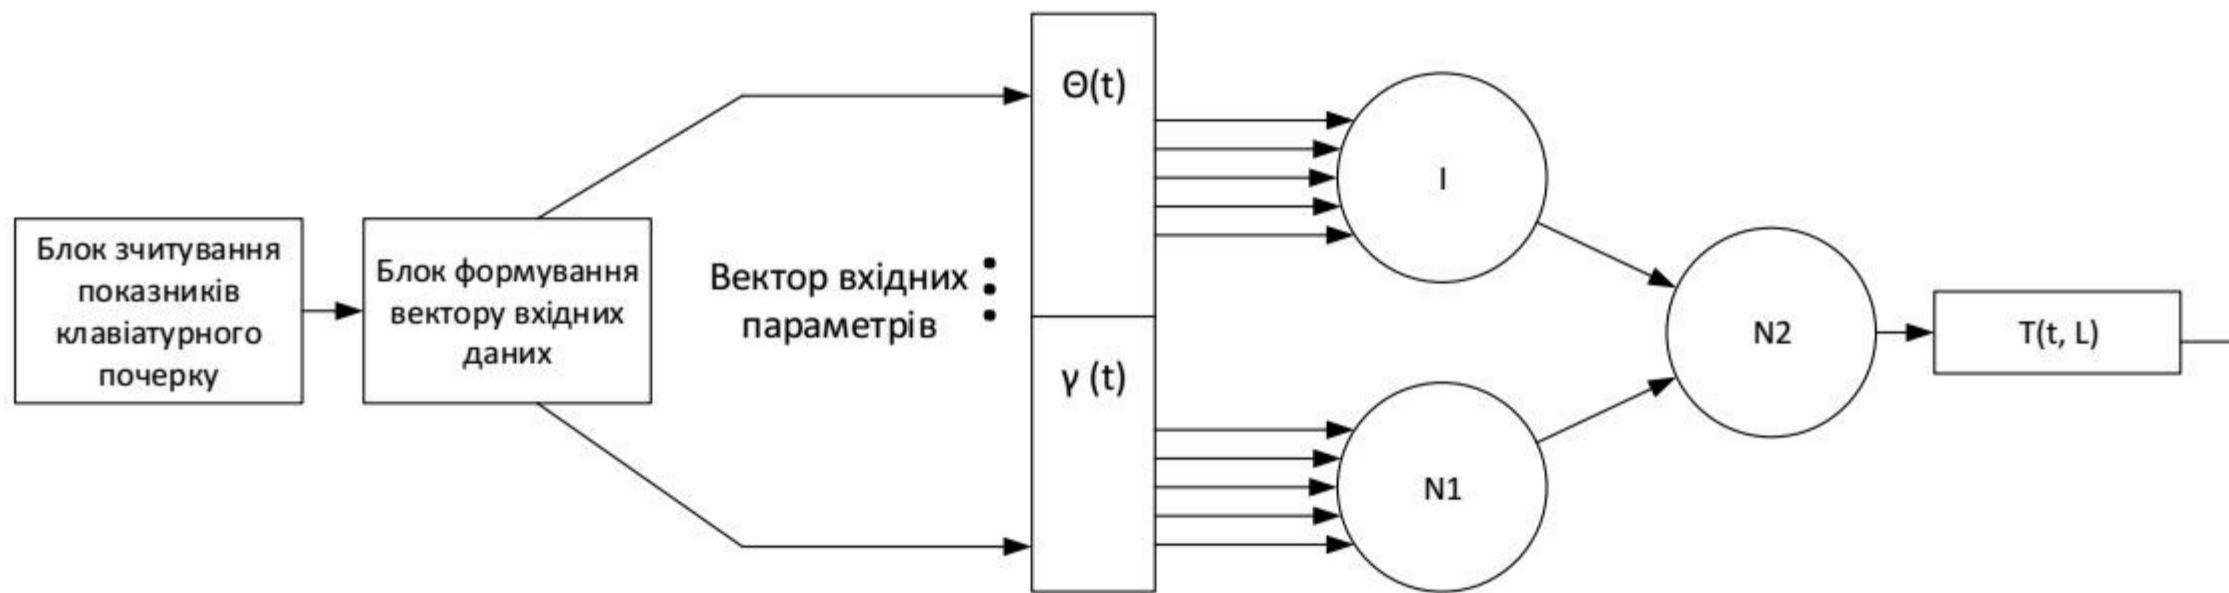 Блок зчитування
показників
клавіатурного
почерку
Блок формування
вектору вхідних
даних
Вектор вхідних
параметрів
Θ(t)
γ (t)
I
N1
N2
T(t, L)